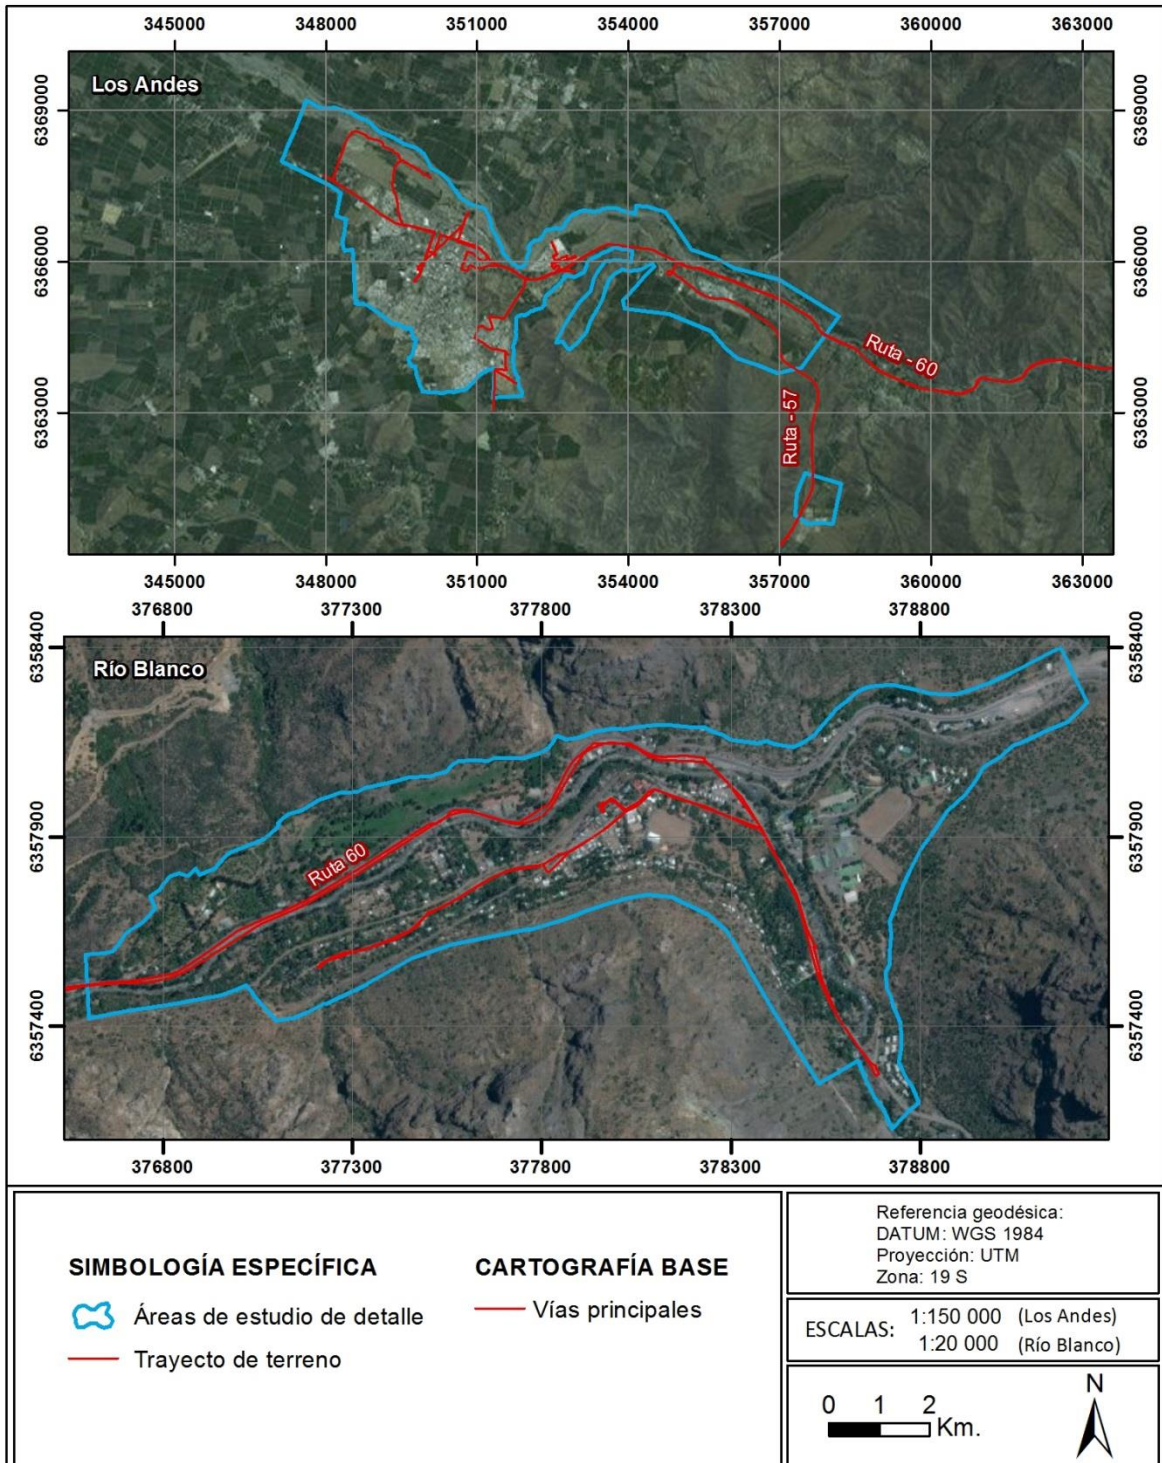 345000 348000 351000 354000 357000 360000 363000
Los Andes
6369000
6369000
6366000
6366000
6363000
6363000
Ruta - 60
Ruta - 57
345000 348000 351000 354000 357000 360000 363000
376800 377300 377800 378300 378800
Río Blanco
6358400
6358400
6357900
6357900
6357400
6357400
Ruta 60
376800 377300 377800 378300 378800
SIMBOLOGÍA ESPECÍFICA
Áreas de estudio de detalle
Trayecto de terreno
CARTOGRAFÍA BASE
Vías principales
Referencia geodésica:
DATUM: WGS 1984
Proyección: UTM
Zona: 19 S
ESCALAS: 1:150 000 (Los Andes)
1:20 000 (Río Blanco)
0 1 2
Km.
N